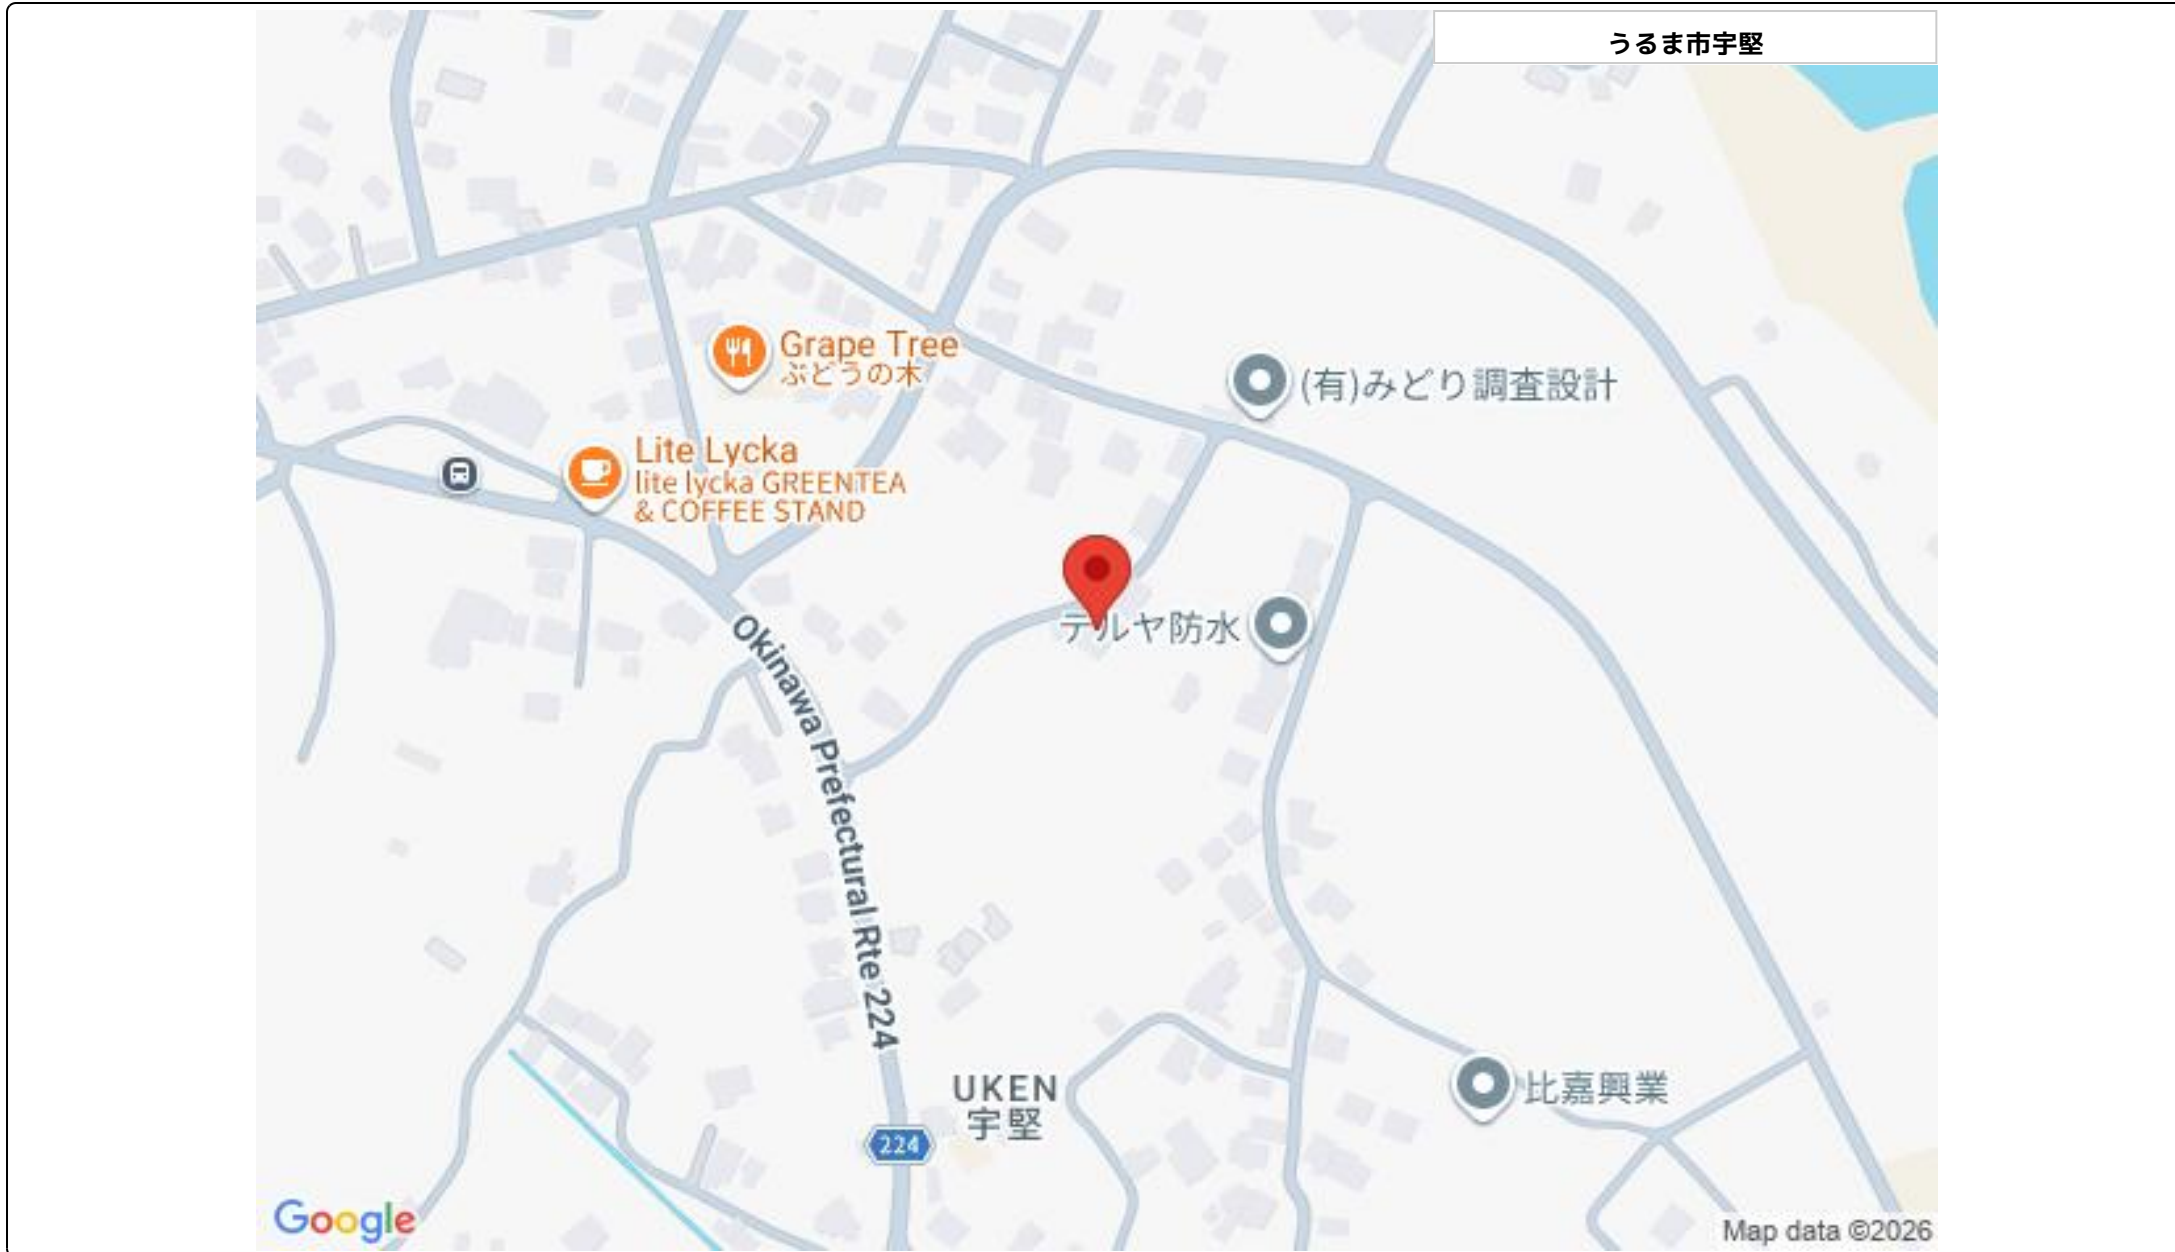 うるま市宇堅
Grape Tree
ぶどうの木
(有)みどり調査設計
Lite Lycka
lite lycka GREENTEA
& COFFEE STAND
テルヤ防水
Okinawa Prefectural Rte 224
UKEN
宇堅
比嘉興業
224
Google
Map data ©2026